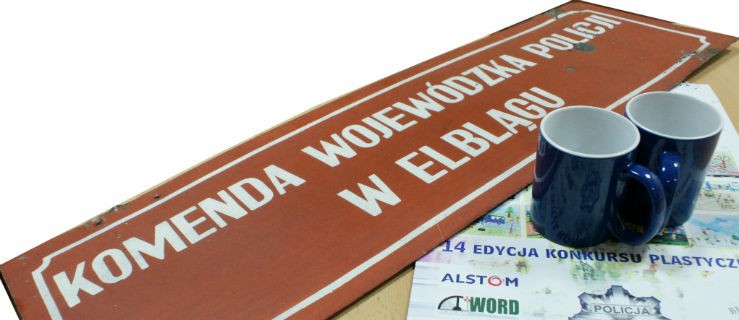 KOMENDA WOJEWÓDZKA POLICJI
W ELBLĄGU
14 EDYCJA KONKURSU PLASTYCZ
ALSTOM
WORD
POLICJA